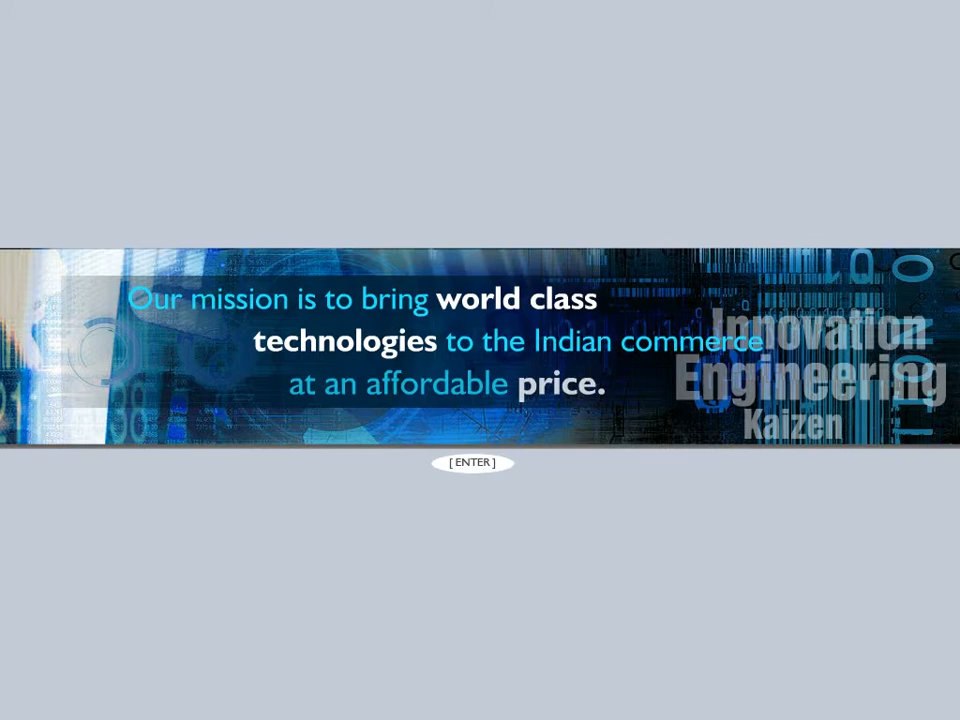 Our mission is to bring world class
technologies to the Indian commerce
at an affordable price.
Innovation
Engineering
Kaizen
[ ENTER ]